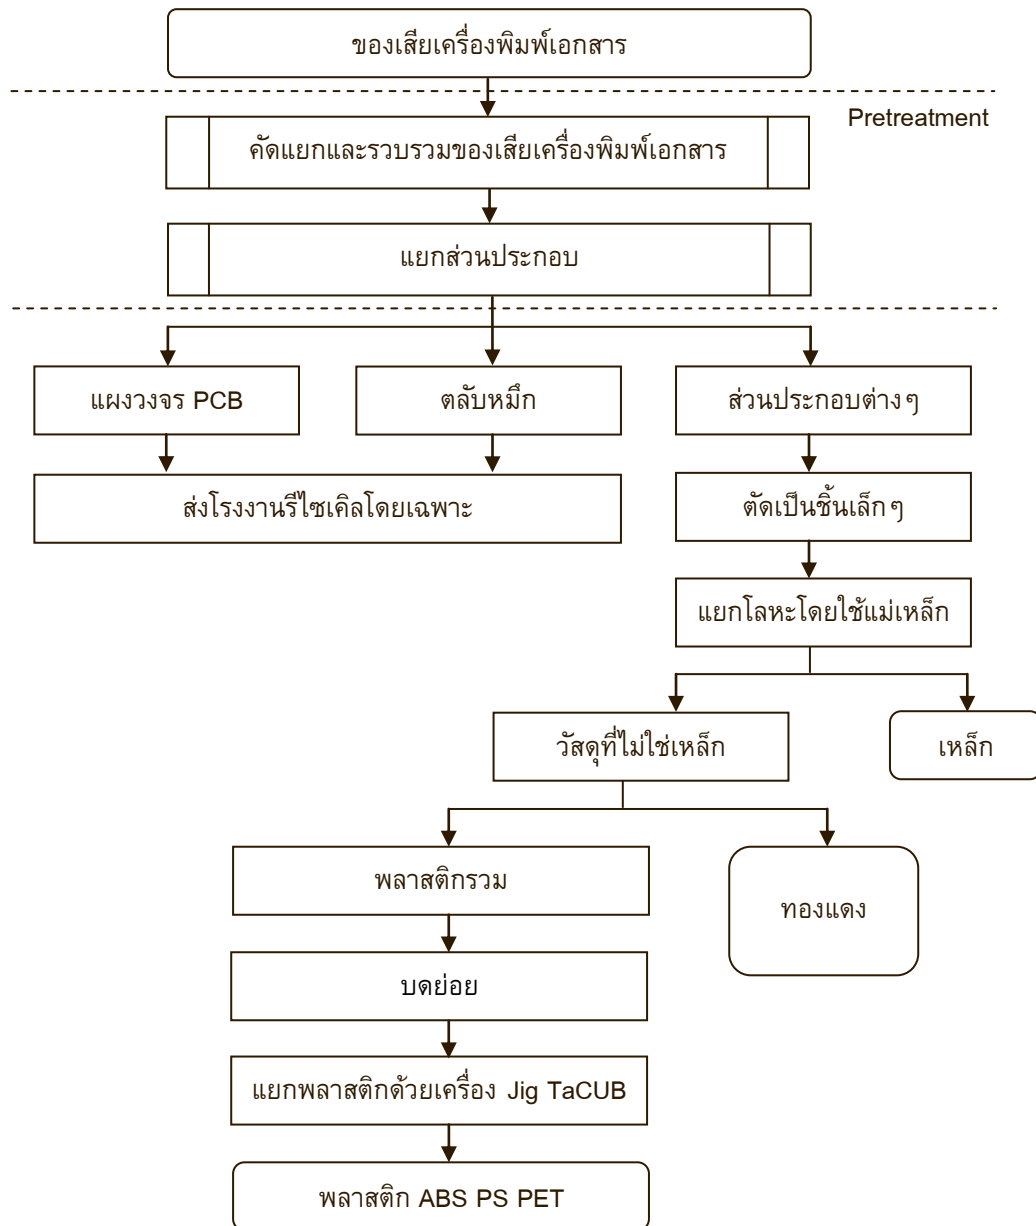 ของเสียเครื่องพิมพ์เอกสาร
Pretreatment
คัดแยกและรวบรวมของเสียเครื่องพิมพ์เอกสาร
แยกส่วนประกอบ
แผงวงจร PCB
ตลับหมึก
ส่วนประกอบต่างๆ
ส่งโรงงานรีไซเคิลโดยเฉพาะ
ตัดเป็นชิ้นเล็กๆ
แยกโลหะโดยใช้แม่เหล็ก
วัสดุที่ไม่ใช่เหล็ก
เหล็ก
พลาสติกรวม
ทองแดง
บดย่อย
แยกพลาสติกด้วยเครื่อง Jig TaCUB
พลาสติก ABS PS PET